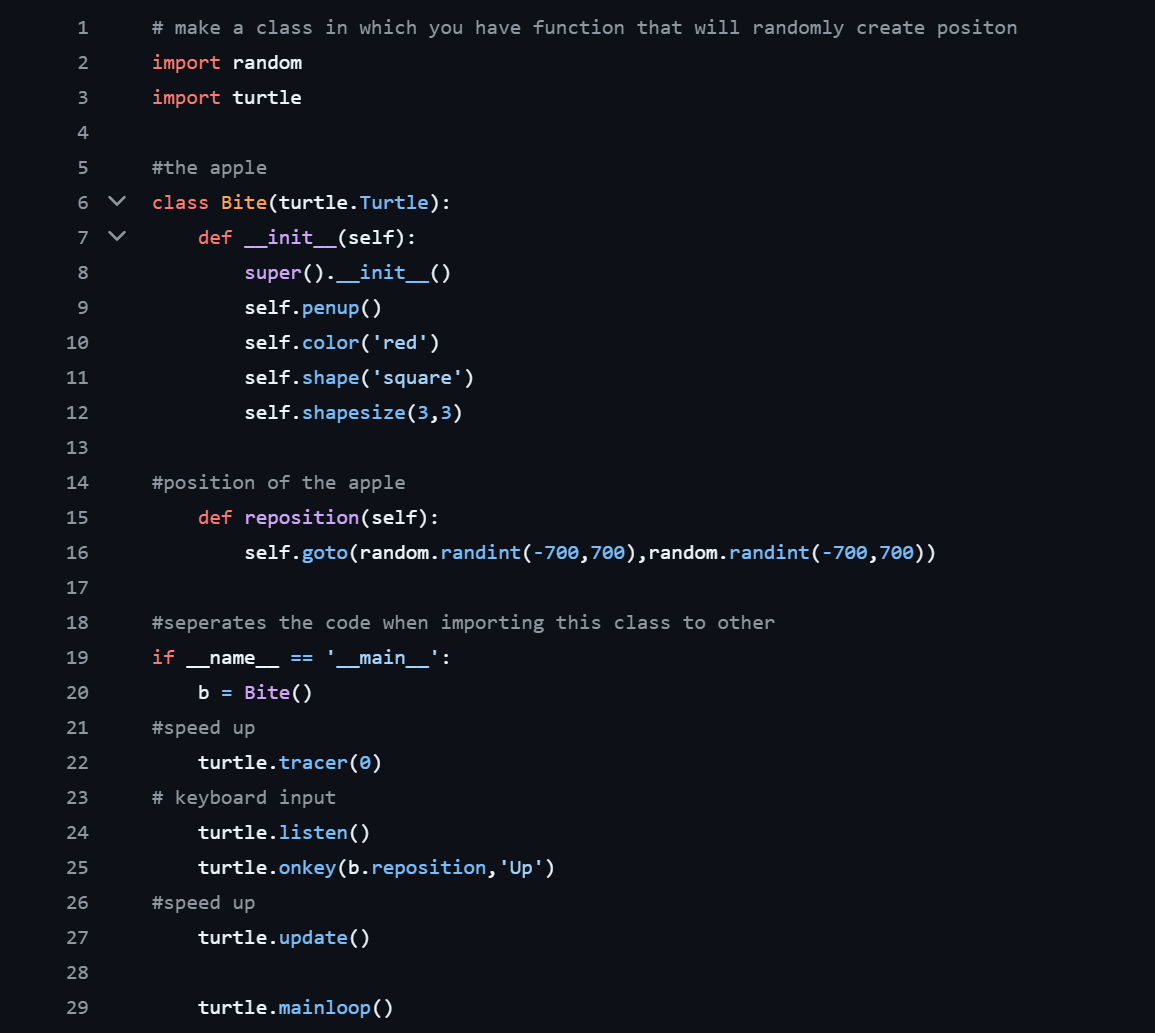 1 # make a class in which you have function that will randomly create positon
2 import random
3 import turtle
4
5 #the apple
6 class Bite(turtle.Turtle):
7     def __init__(self):
8         super().__init__()
9         self.penup()
10         self.color('red')
11         self.shape('square')
12         self.shapesize(3,3)
13
14 #position of the apple
15     def reposition(self):
16         self.goto(random.randint(-700,700),random.randint(-700,700))
17
18 #seperates the code when importing this class to other
19 if __name__ == '__main__':
20     b = Bite()
21 #speed up
22     turtle.tracer(0)
23 # keyboard input
24     turtle.listen()
25     turtle.onkey(b.reposition,'Up')
26 #speed up
27     turtle.update()
28
29     turtle.mainloop()